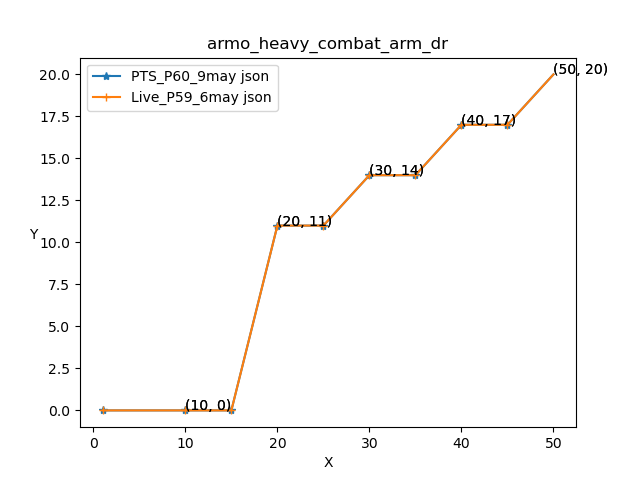 armo_heavy_combat_arm_dr
PTS_P60_9may json
Live_P59_6may json
(50, 20)
(40, 17)
(30, 14)
(20, 11)
(10, 0)
Y
20.0
17.5
15.0
12.5
10.0
7.5
5.0
2.5
0.0
0 10 20 30 40 50
X